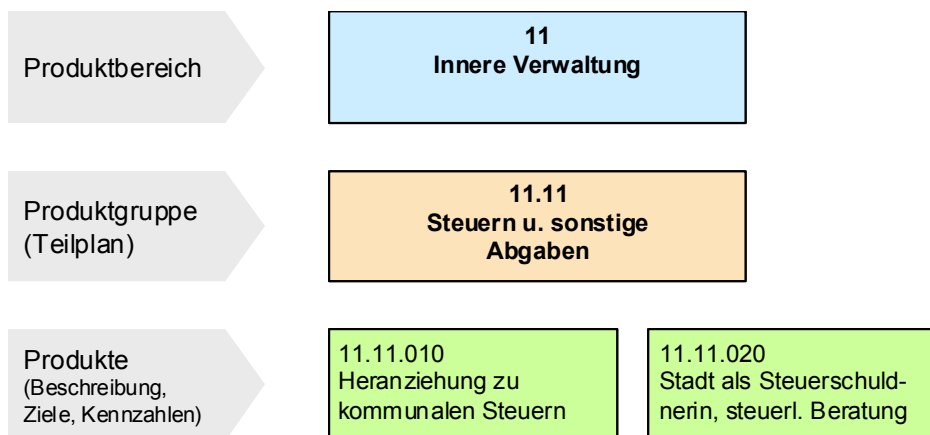 Produktbereich
11
Innere Verwaltung
Produktgruppe
(Teilplan)
11.11
Steuern u. sonstige
Abgaben
Produkte
(Beschreibung,
Ziele, Kennzahlen)
11.11.010
Heranziehung zu
kommunalen Steuern
11.11.020
Stadt als Steuerschuld-
nerin, steuerl. Beratung